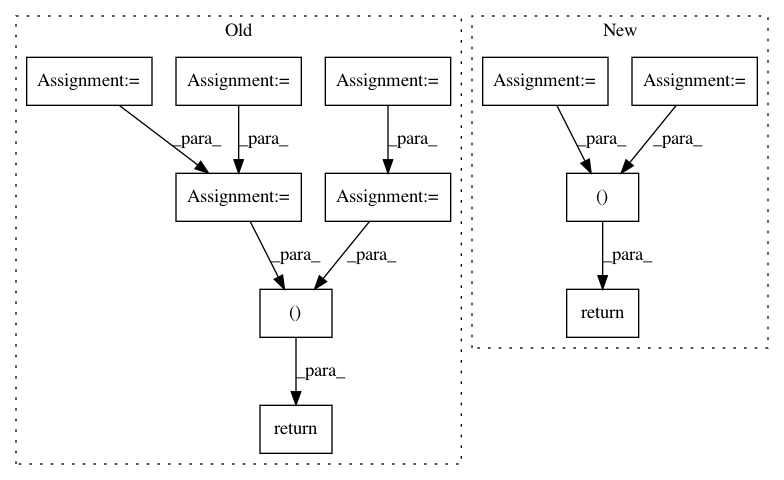 Old
New
Assignment:=
Assignment:=
Assignment:=
Assignment:=
Assignment:=
_para_
_para_
_para_
_para_
_para_
Assignment:=
Assignment:=
()
_para_
_para_
_para_
()
return
_para_
return